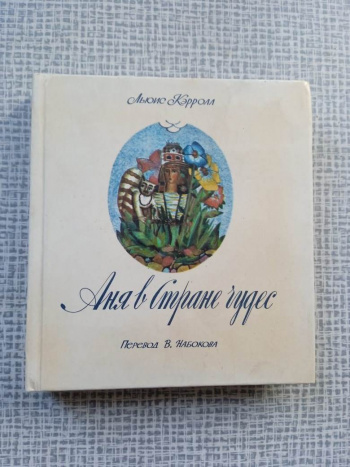 Льюис Кэрролл
Аня в Стране чудес
Перевод В. Набокова